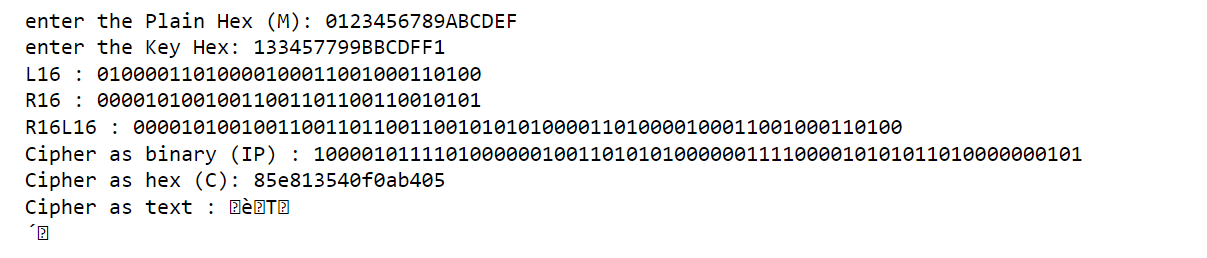 enter the Plain Hex (M): 0123456789ABCDEF
enter the Key Hex: 133457799BBCDFF1
L16 : 01000011010000100011001000110100
R16 : 00001010010011001101100110010101
R16L16 : 0000101001001100110110011001010101000011010000100011001000110100
Cipher as binary (IP) : 1000010111101000000100110101010000001111000010101011010000000101
Cipher as hex (C): 85e813540f0ab405
Cipher as text : �è�T�
´�